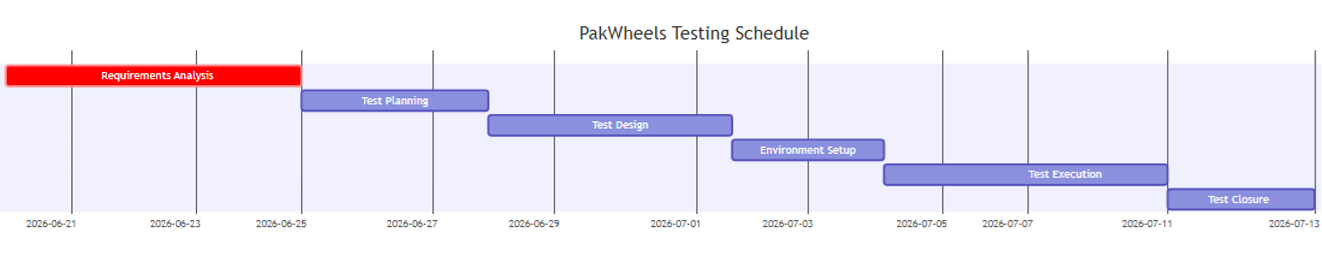 PakWheels Testing Schedule
Requirements Analysis
Test Planning
Test Design
Environment Setup
Test Execution
Test Closure
2026-06-21 2026-06-23 2026-06-25 2026-06-27 2026-06-29 2026-07-01 2026-07-03 2026-07-05 2026-07-07 2026-07-11 2026-07-13